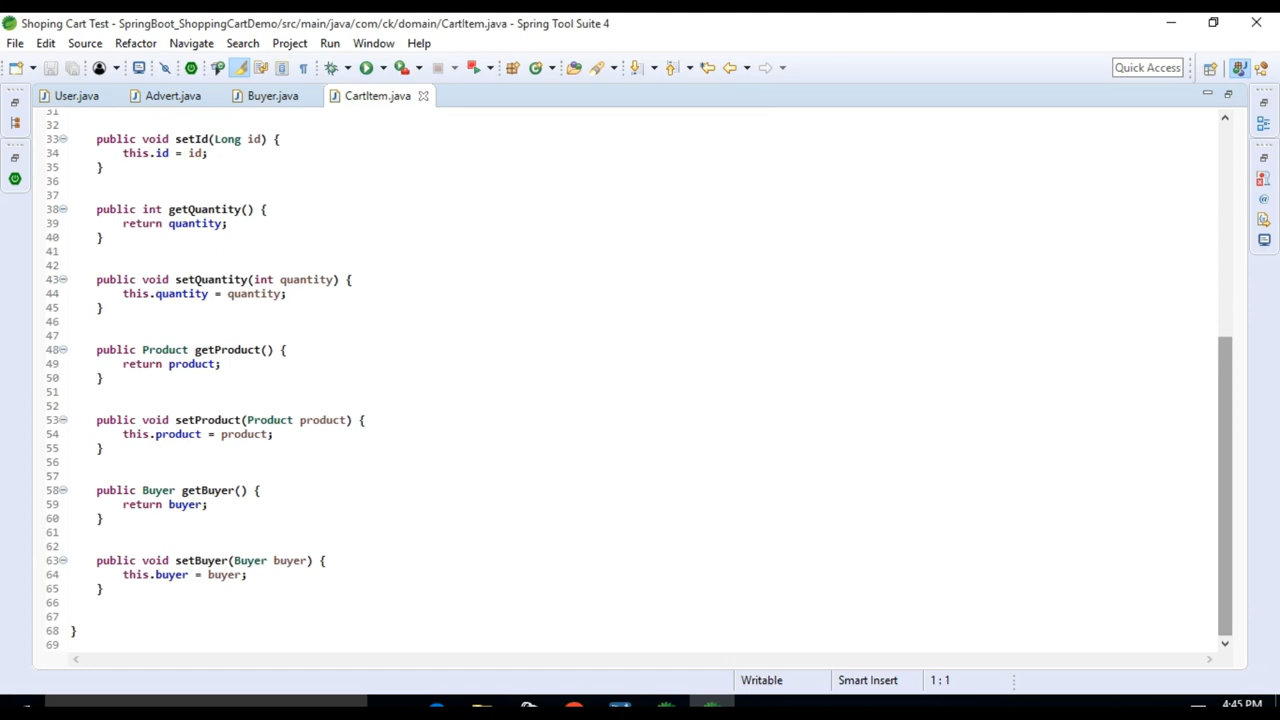 Shoping Cart Test - SpringBoot_ShoppingCartDemo/src/main/java/com/ck/domain/CartItem.java - Spring Tool Suite 4
File Edit Source Refactor Navigate Search Project Run Window Help
Quick Access
User.java Advert.java Buyer.java CartItem.java
31
32
33 public void setId(Long id) {
34 this.id = id;
35 }
36
37
38 public int getQuantity() {
39 return quantity;
40 }
41
42
43 public void setQuantity(int quantity) {
44 this.quantity = quantity;
45 }
46
47
48 public Product getProduct() {
49 return product;
50 }
51
52
53 public void setProduct(Product product) {
54 this.product = product;
55 }
56
57
58 public Buyer getBuyer() {
59 return buyer;
60 }
61
62
63 public void setBuyer(Buyer buyer) {
64 this.buyer = buyer;
65 }
66
67
68 }
69
Writable Smart Insert 1 : 1
4:45 PM